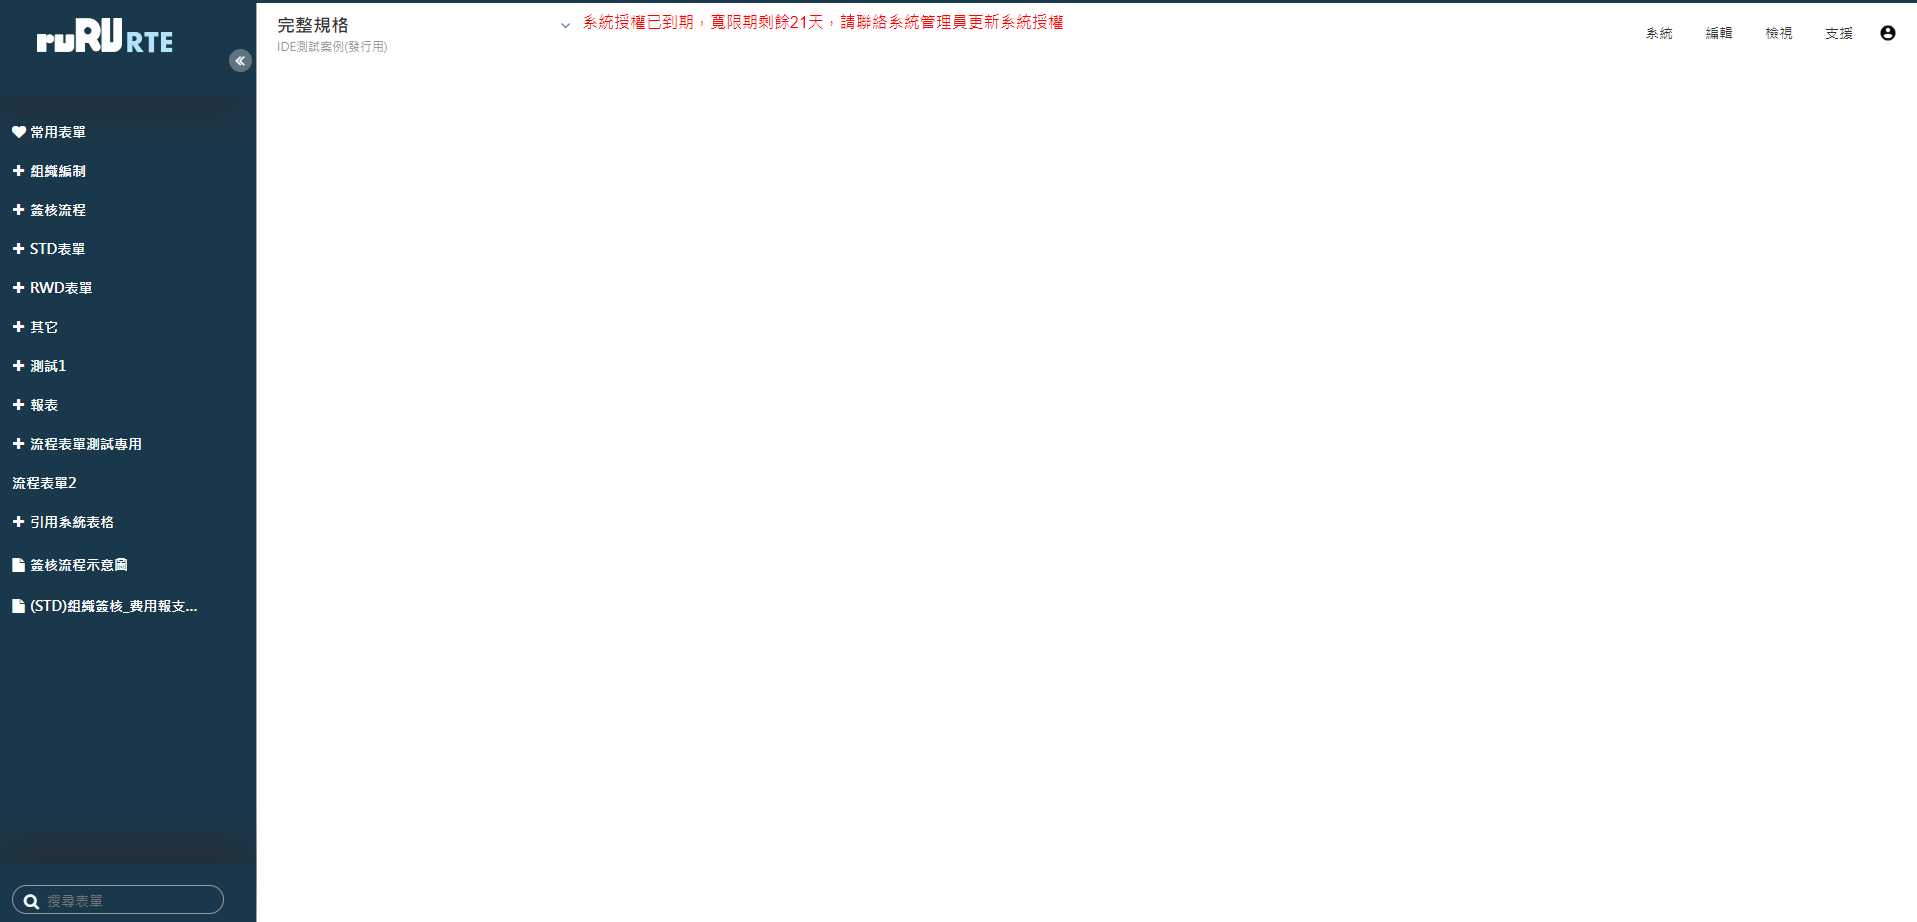 ruRU RTE
完整規格
IDE測試案例(發行用)
系統授權已到期，寬限期剩餘21天，請聯絡系統管理員更新系統授權
系統
編輯
檢視
支援
常用表單
組織編制
簽核流程
STD表單
RWD表單
其它
測試1
報表
流程表單測試專用
流程表單2
引用系統表格
簽核流程示意圖
(STD)組織簽核_費用報支...
搜尋表單